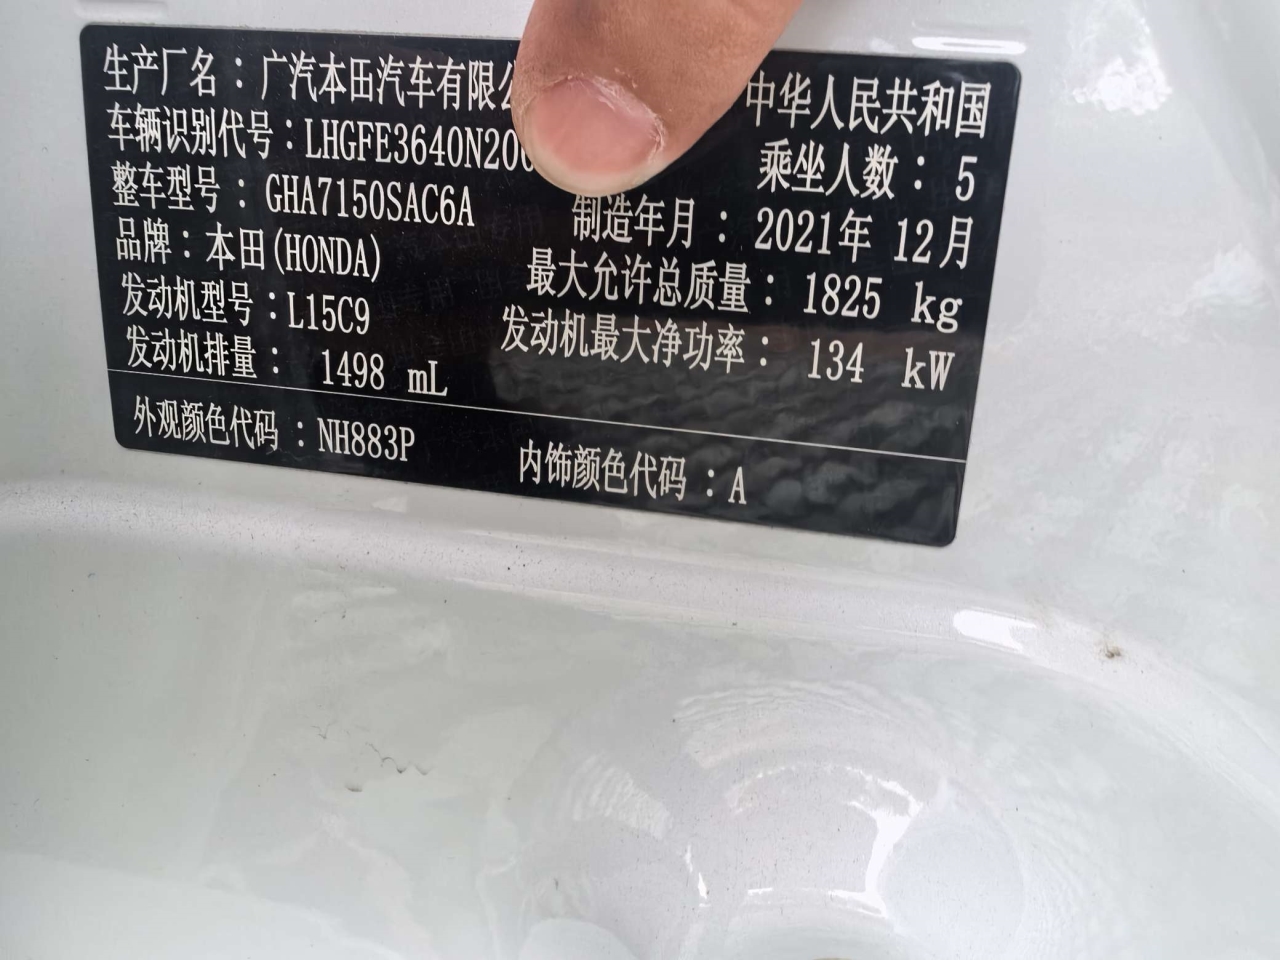 生产厂名：广汽本田汽车有限 中华人民共和国
车辆识别代号：LHGFE3640N20 乘坐人数：5
整车型号：GHA7150SAC6A 制造年月：2021年 12月
品牌：本田(HONDA) 最大允许总质量：1825 kg
发动机型号：L15C9 发动机最大净功率：134 kW
发动机排量：1498 mL
外观颜色代码：NH883P 内饰颜色代码：A